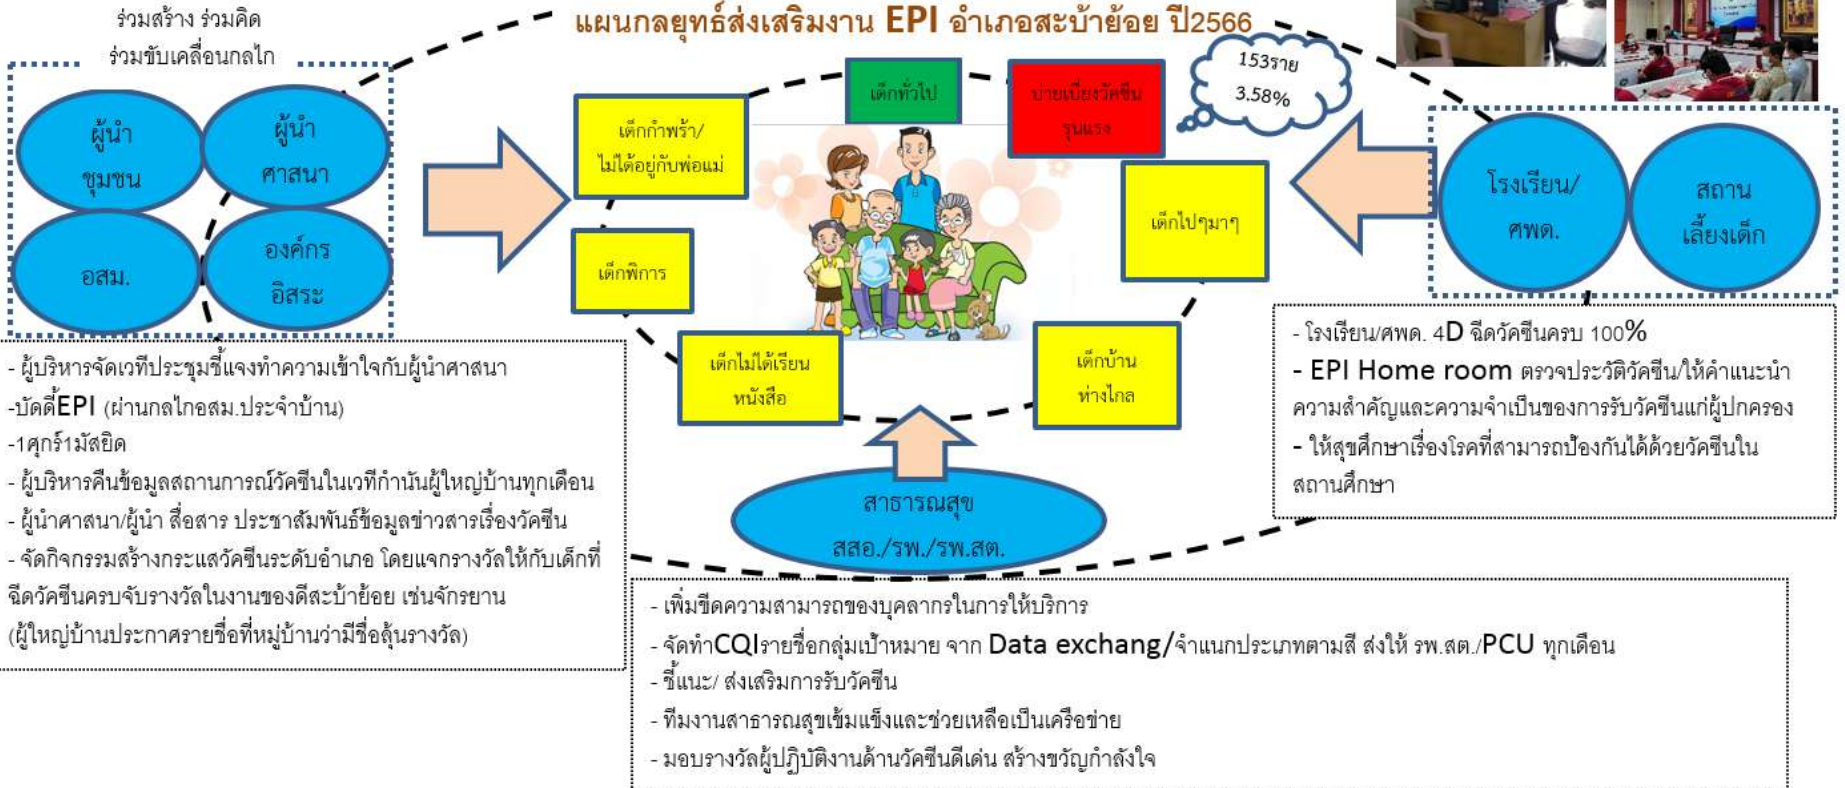 แผนกลยุทธ์ส่งเสริมงาน EPI อำเภอสะบ้าย้อย ปี2566
ร่วมสร้าง ร่วมคิด
ร่วมขับเคลื่อนกลไก
ผู้นำ
ชุมชน
ผู้นำ
ศาสนา
อสม.
องค์กร
อิสระ
เด็กกำพร้า/
ไม่ได้อยู่กับพ่อแม่
เด็กทั่วไป
บ่ายเบี่ยงวัคซีน
รุนแรง
153ราย
3.58%
เด็กพิการ
เด็กไปๆมาๆ
เด็กไม่ได้เรียน
หนังสือ
เด็กบ้าน
ห่างไกล
โรงเรียน/
ศพด.
สถาน
เลี้ยงเด็ก
สาธารณสุข
สสอ./รพ./รพ.สต.
- ผู้บริหารจัดเวทีประชุมชี้แจงทำความเข้าใจกับผู้นำศาสนา
-บัดดี้EPI (ผ่านกลไกอสม.ประจำบ้าน)
-1ศุกร์1มัสยิด
- ผู้บริหารคืนข้อมูลสถานการณ์วัคซีนในเวทีกำนันผู้ใหญ่บ้านทุกเดือน
- ผู้นำศาสนา/ผู้นำ สื่อสาร ประชาสัมพันธ์ข้อมูลข่าวสารเรื่องวัคซีน
- จัดกิจกรรมสร้างกระแสวัคซีนระดับอำเภอ โดยแจกรางวัลให้กับเด็กที่
ฉีดวัคซีนครบจับรางวัลในงานของดีสะบ้าย้อย เช่นจักรยาน
(ผู้ใหญ่บ้านประกาศรายชื่อที่หมู่บ้านว่ามีชื่อลุ้นรางวัล)
- โรงเรียน/ศพด. 4D ฉีดวัคซีนครบ 100%
- EPI Home room ตรวจประวัติวัคซีน/ให้คำแนะนำ
ความสำคัญและความจำเป็นของการรับวัคซีนแก่ผู้ปกครอง
- ให้สุขศึกษาเรื่องโรคที่สามารถป้องกันได้ด้วยวัคซีนใน
สถานศึกษา
- เพิ่มขีดความสามารถของบุคลากรในการให้บริการ
- จัดทำCQIรายชื่อกลุ่มเป้าหมาย จาก Data exchang/จำแนกประเภทตามสี ส่งให้ รพ.สต./PCU ทุกเดือน
- ชี้แนะ/ ส่งเสริมการรับวัคซีน
- ทีมงานสาธารณสุขเข้มแข็งและช่วยเหลือเป็นเครือข่าย
- มอบรางวัลผู้ปฏิบัติงานด้านวัคซีนดีเด่น สร้างขวัญกำลังใจ